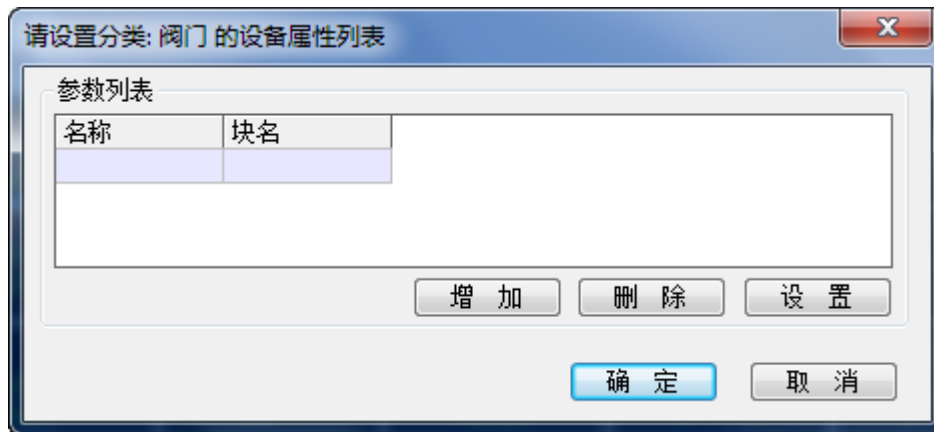 请设置分类: 阀门 的设备属性列表
参数列表
名称 块名
增 加 删 除 设 置
确 定 取 消